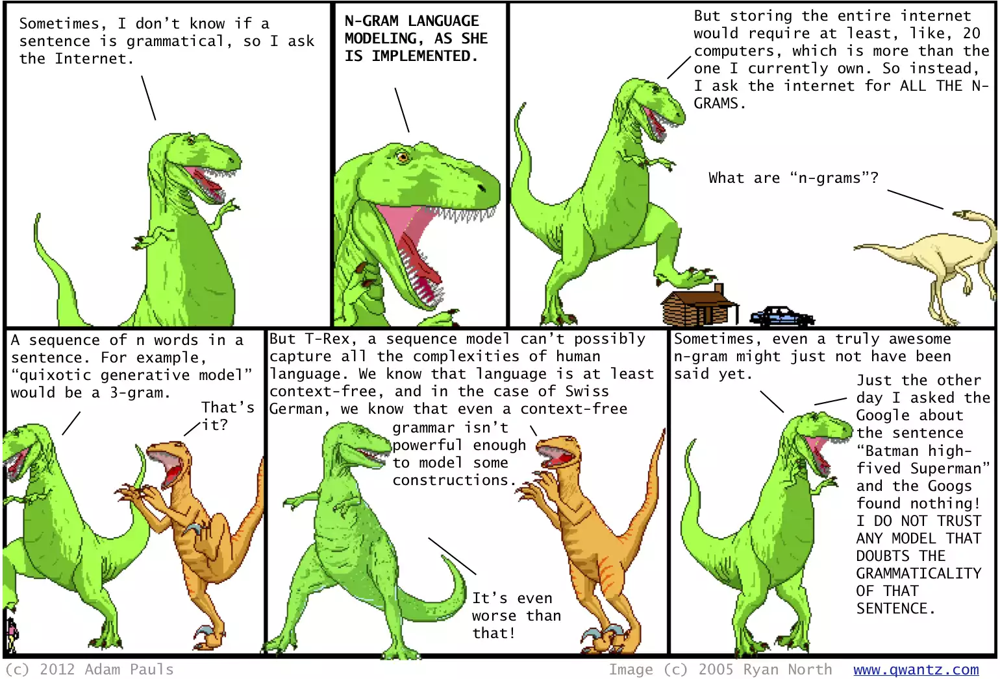 Sometimes, I don’t know if a
sentence is grammatical, so I ask
the Internet.
N-GRAM LANGUAGE
MODELING, AS SHE
IS IMPLEMENTED.
But storing the entire internet
would require at least, like, 20
computers, which is more than the
one I currently own. So instead,
I ask the internet for ALL THE N-
GRAMS.
What are “n-grams”?
A sequence of n words in a
sentence. For example,
“quixotic generative model”
would be a 3-gram.
That’s
it?
But T-Rex, a sequence model can’t possibly
capture all the complexities of human
language. We know that language is at least
context-free, and in the case of Swiss
German, we know that even a context-free
grammar isn’t
powerful enough
to model some
constructions.
It’s even
worse than
that!
Sometimes, even a truly awesome
n-gram might just not have been
said yet.
Just the other
day I asked the
Google about
the sentence
“Batman high-
fived Superman”
and the Googs
found nothing!
I DO NOT TRUST
ANY MODEL THAT
DOUBTS THE
GRAMMATICALITY
OF THAT
SENTENCE.
(c) 2012 Adam Pauls
Image (c) 2005 Ryan North
www.qwantz.com